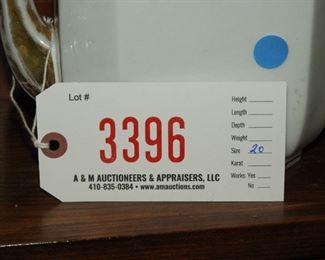 Lot #
3396
A & M AUCTIONEERS & APPRAISERS, LLC
410-835-0384 • www.amauctions.com
Height
Length
Depth
Weight
Size 20
Karat
Works: Yes
No